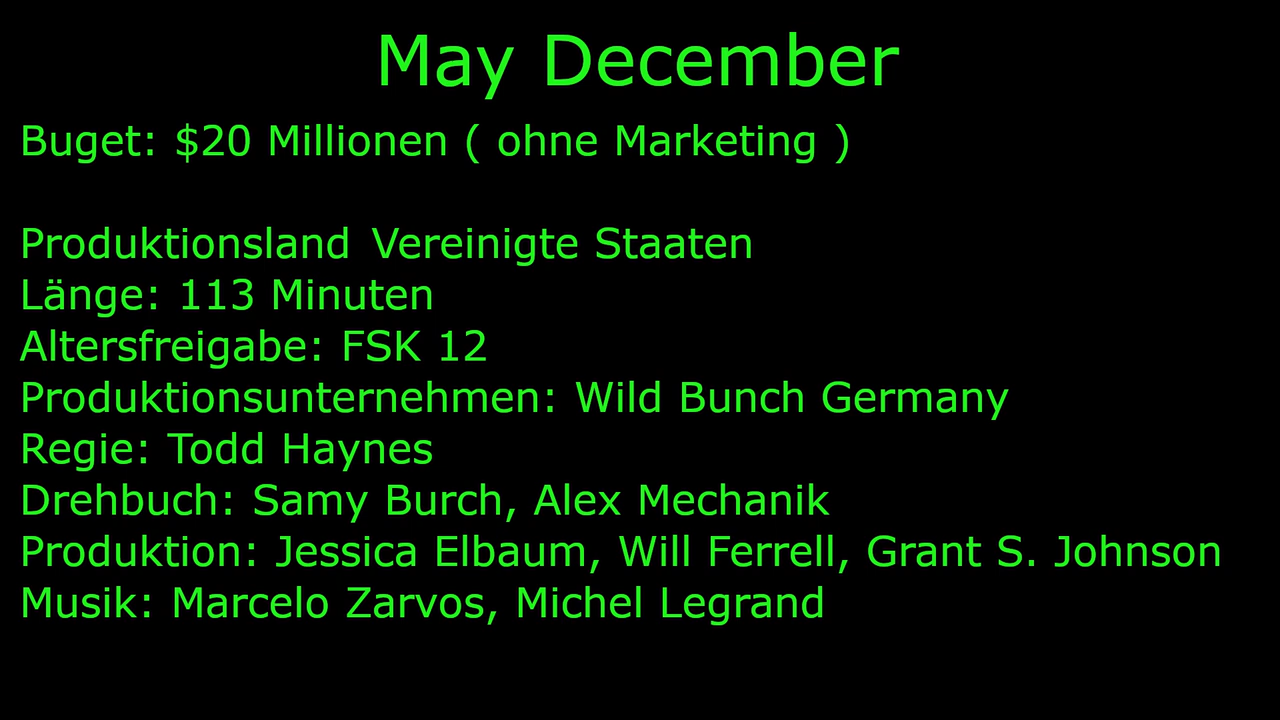 May December
Buget: $20 Millionen ( ohne Marketing )
Produktionsland Vereinigte Staaten
Länge: 113 Minuten
Altersfreigabe: FSK 12
Produktionsunternehmen: Wild Bunch Germany
Regie: Todd Haynes
Drehbuch: Samy Burch, Alex Mechanik
Produktion: Jessica Elbaum, Will Ferrell, Grant S. Johnson
Musik: Marcelo Zarvos, Michel Legrand